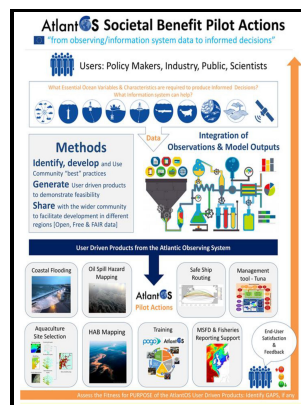 AtlantOS Societal Benefit Pilot Actions
"from observing/information system data to informed decisions"
Users: Policy Makers, Industry, Public, Scientists
What Essential Ocean Variables & Characteristics are required to produce Informed Decisions?
What information system can help?
Data
Methods
Identify, develop and Use
Community "best" practices
Generate User driven products
to demonstrate feasibility
Share with the wider community
to facilitate development in different
regions [Open, Free & FAIR data]
Integration of
Observations & Model Outputs
User Driven Products from the Atlantic Observing System
Coastal Flooding
Oil Spill Hazard
Mapping
AtlantOS
Pilot Actions
Safe Ship
Routing
Management
tool - Tuna
Aquaculture
Site Selection
HAB Mapping
Training
pogo AtlantOS
MSFD & Fisheries
Reporting Support
End-User
Satisfaction
&
Feedback
Assess the Fitness for PURPOSE of the AtlantOS User Driven Products: Identify GAPS, if any